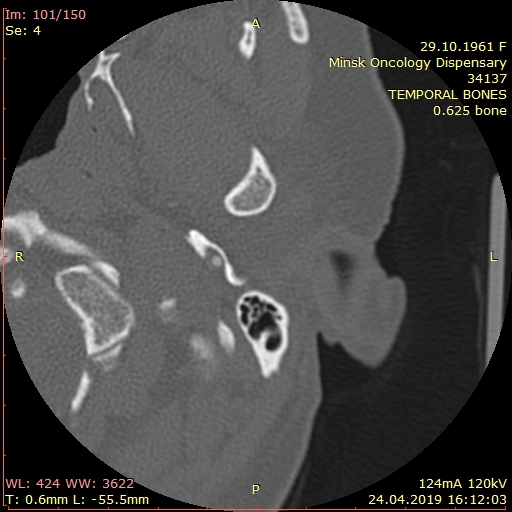 Im: 101/150
Se: 4
A
29.10.1961 F
Minsk Oncology Dispensary
34137
TEMPORAL BONES
0.625 bone
R
L
P
WL: 424 WW: 3622
T: 0.6mm L: -55.5mm
124mA 120kV
24.04.2019 16:12:03